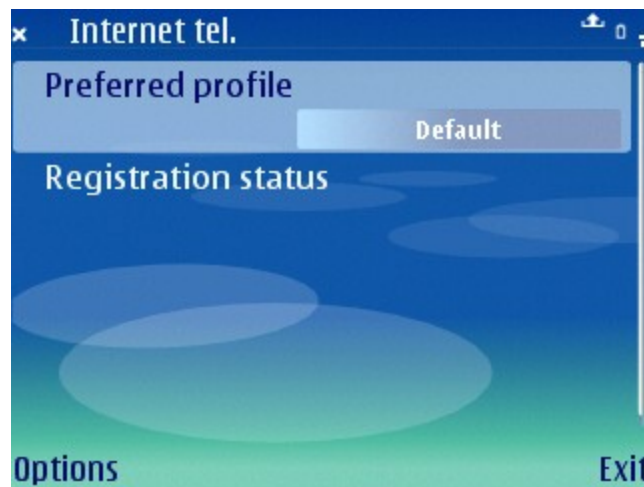 Internet tel.
Preferred profile
Default
Registration status
Options
Exit